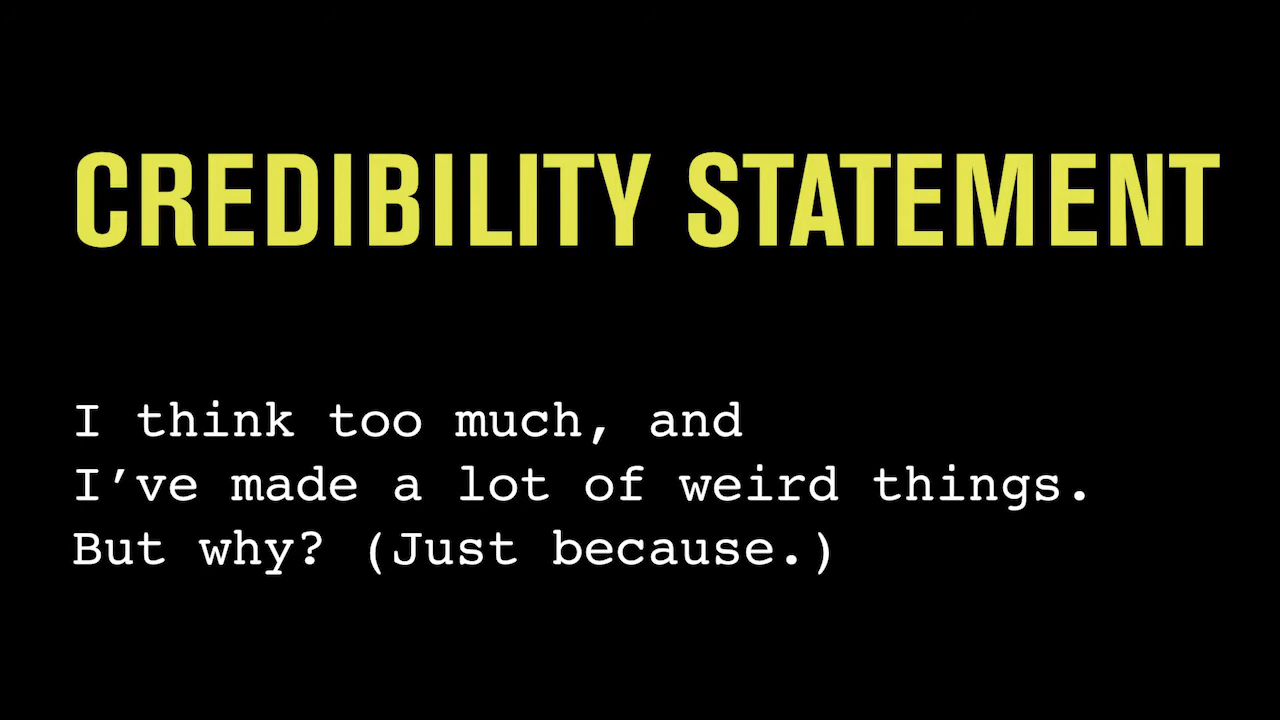 CREDIBILITY STATEMENT
I think too much, and
I’ve made a lot of weird things.
But why? (Just because.)